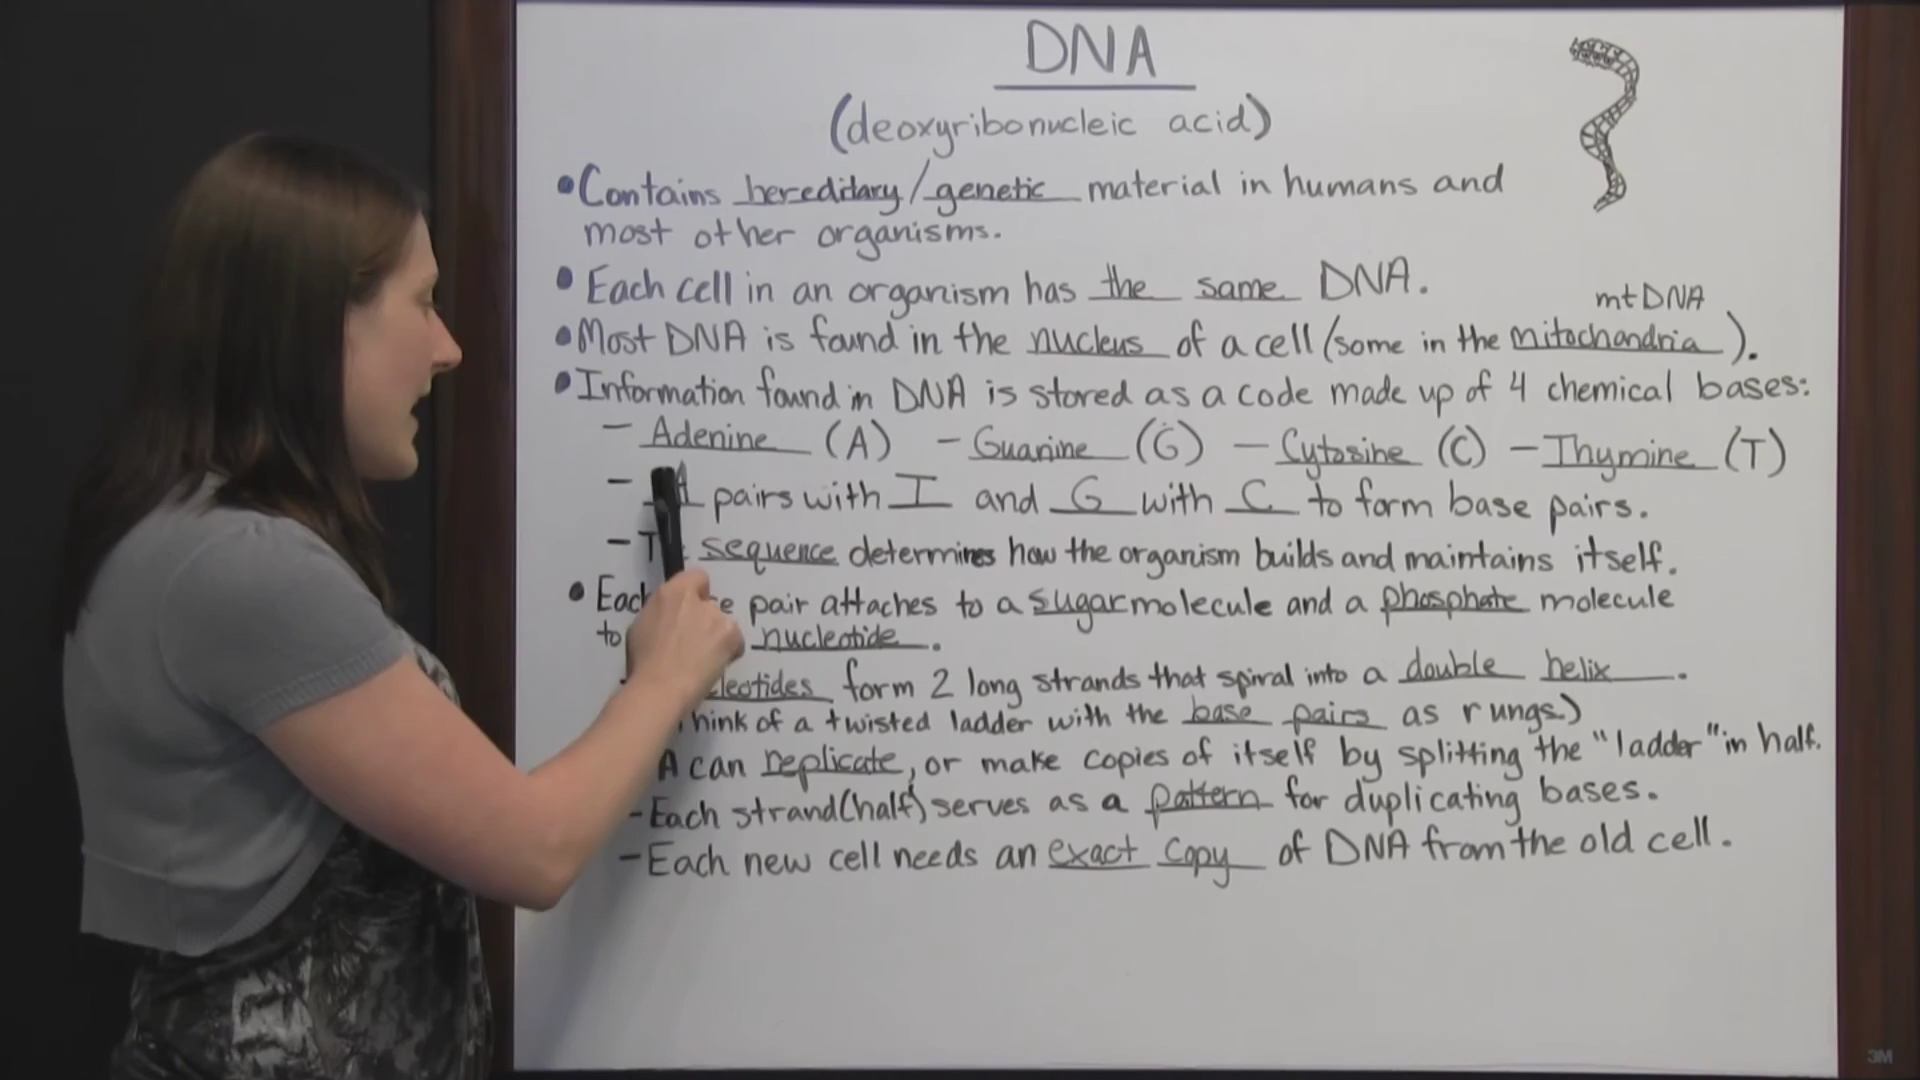 DNA
(deoxyribonucleic acid)
•Contains hereditary/genetic material in humans and
most other organisms.
• Each cell in an organism has the same DNA.
mtDNA
•Most DNA is found in the nucleus of a cell (some in the mitochondria).
•Information found in DNA is stored as a code made up of 4 chemical bases:
- Adenine (A) - Guanine (G) - Cytosine (C) - Thymine (T)
- A pairs with T and G with C to form base pairs.
- sequence determines how the organism builds and maintains itself.
• Each pair attaches to a sugar molecule and a phosphate molecule
to nucleotide.
form 2 long strands that spiral into a double helix.
of a twisted ladder with the base pairs as rungs.)
can replicate, or make copies of itself by splitting the "ladder" in half.
-Each strand(half) serves as a pattern for duplicating bases.
-Each new cell needs an exact copy of DNA from the old cell.
3M